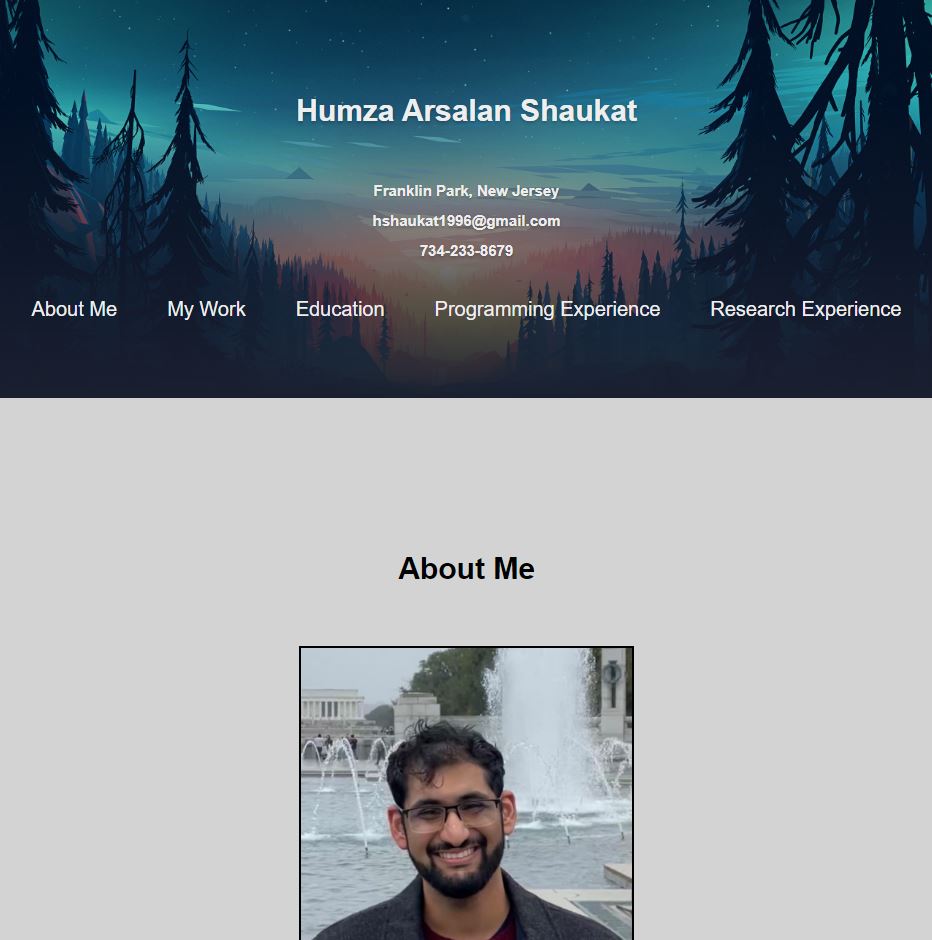 Humza Arsalan Shaukat
Franklin Park, New Jersey
hshaukat1996@gmail.com
734-233-8679
About Me My Work Education Programming Experience Research Experience
About Me